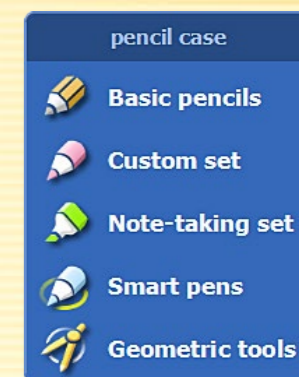 pencil case
Basic pencils
Custom set
Note-taking set
Smart pens
Geometric tools